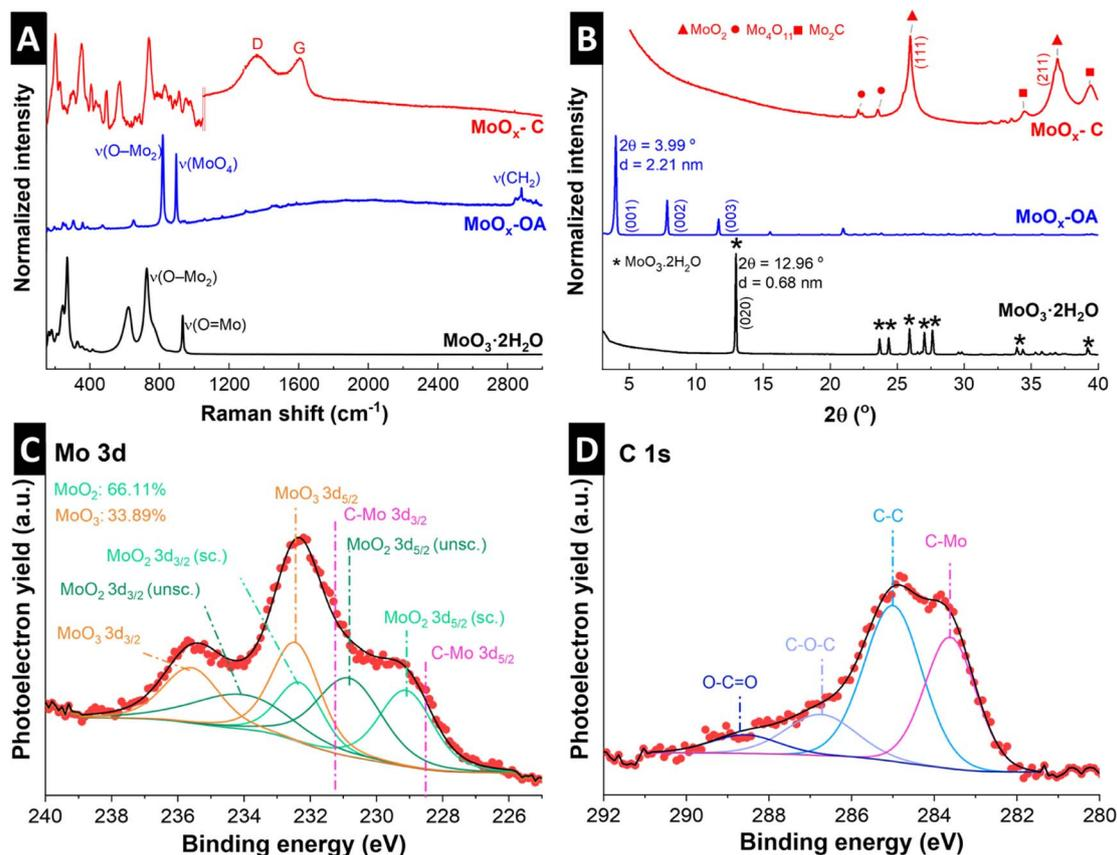 A
Normalized intensity
D
G
MoOₓ- C
ν(O–Mo₂)
ν(MoO₄)
ν(CH₂)
MoOₓ-OA
ν(O–Mo₂)
ν(O=Mo)
MoO₃·2H₂O
400 800 1200 1600 2000 2400 2800
Raman shift (cm⁻¹)
B
Normalized intensity
▲MoO₂ ● Mo₄O₁₁■ Mo₂C
(111)
(211)
MoOₓ- C
2θ = 3.99 º
d = 2.21 nm
(001)
(002)
(003)
MoOₓ-OA
* MoO₃.2H₂O
*
2θ = 12.96 º
d = 0.68 nm
(020)
MoO₃·2H₂O
** * ** * *
5 10 15 20 25 30 35 40
2θ (º)
C
Mo 3d
Photoelectron yield (a.u.)
MoO₂: 66.11%
MoO₃: 33.89%
MoO₃ 3d₅/₂
C-Mo 3d₃/₂
MoO₂ 3d₅/₂ (unsc.)
MoO₂ 3d₃/₂ (sc.)
MoO₂ 3d₃/₂ (unsc.)
MoO₂ 3d₅/₂ (sc.)
MoO₃ 3d₃/₂
C-Mo 3d₅/₂
240 238 236 234 232 230 228 226
Binding energy (eV)
D
C 1s
Photoelectron yield (a.u.)
C-C
C-Mo
C-O-C
O-C=O
292 290 288 286 284 282 280
Binding energy (eV)